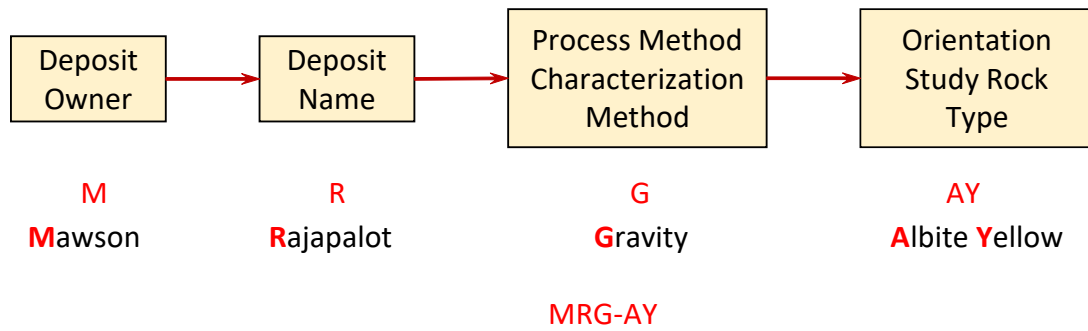 Deposit
Owner
Deposit
Name
Process Method
Characterization
Method
Orientation
Study Rock
Type
M
R
G
AY
Mawson
Rajapalot
Gravity
Albite Yellow
MRG-AY